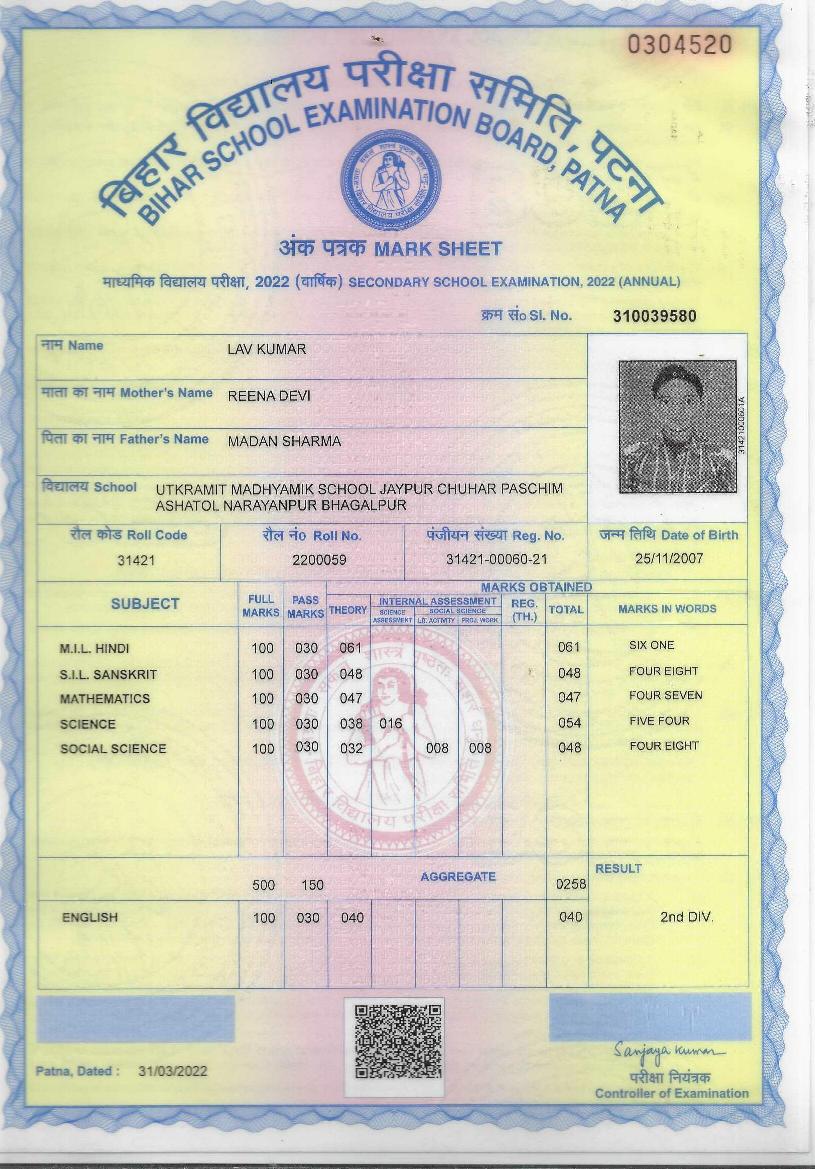 0304520
बिहार विद्यालय परीक्षा समिति, पटना
BIHAR SCHOOL EXAMINATION BOARD, PATNA
अंक पत्रक MARK SHEET
माध्यमिक विद्यालय परीक्षा, 2022 (वार्षिक) SECONDARY SCHOOL EXAMINATION, 2022 (ANNUAL)
क्रम सं० Sl. No. 310039580
नाम Name LAV KUMAR
माता का नाम Mother's Name REENA DEVI
पिता का नाम Father's Name MADAN SHARMA
विद्यालय School UTKRAMIT MADHYAMIK SCHOOL JAYPUR CHUHAR PASCHIM
ASHATOL NARAYANPUR BHAGALPUR
रौल कोड Roll Code रौल नं० Roll No. पंजीयन संख्या Reg. No. जन्म तिथि Date of Birth
31421 2200059 31421-00060-21 25/11/2007
MARKS OBTAINED
SUBJECT FULL MARKS PASS MARKS THEORY INTERNAL ASSESSMENT REG. (TH.) TOTAL MARKS IN WORDS
SCIENCE ASSESSMENT SOCIAL SCIENCE LIT. ACTIVITY PROJ. WORK
M.I.L. HINDI 100 030 061 061 SIX ONE
S.I.L. SANSKRIT 100 030 048 048 FOUR EIGHT
MATHEMATICS 100 030 047 047 FOUR SEVEN
SCIENCE 100 030 038 016 054 FIVE FOUR
SOCIAL SCIENCE 100 030 032 008 008 048 FOUR EIGHT
500 150 AGGREGATE 0258 RESULT
ENGLISH 100 030 040 040 2nd DIV.
Sanjaya Kumar
Patna, Dated : 31/03/2022
परीक्षा नियंत्रक
Controller of Examination